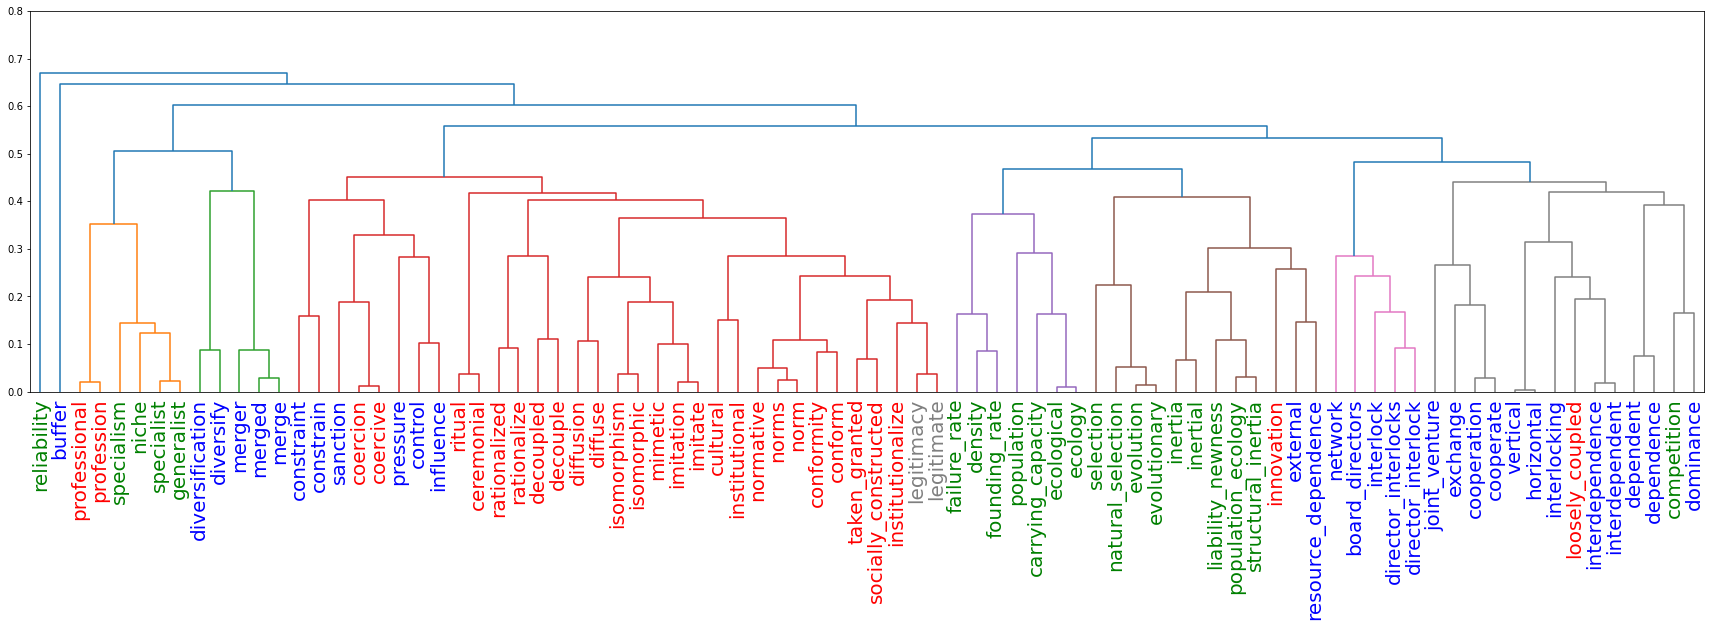 0.8
0.7
0.6
0.5
0.4
0.3
0.2
0.1
0.0
reliability
buffer
professional
profession
specialism
niche
specialist
generalist
diversification
diversify
merger
merged
merge
constraint
constrain
sanction
coercion
coercive
pressure
control
influence
ritual
ceremonial
rationalized
rationalize
decoupled
decouple
diffusion
diffuse
isomorphism
isomorphic
mimetic
imitation
imitate
cultural
institutional
normative
norms
norm
conformity
conform
taken_granted
socially_constructed
institutionalize
legitimacy
legitimate
failure_rate
density
founding_rate
population
carrying_capacity
ecological
ecology
selection
natural_selection
evolution
evolutionary
inertia
inertial
liability_newness
population_ecology
structural_inertia
innovation
external
resource_dependence
network
board_directors
interlock
director_interlocks
director_interlock
joint_venture
exchange
cooperation
cooperate
vertical
horizontal
interlocking
loosely_coupled
interdependence
interdependent
dependent
dependence
competition
dominance